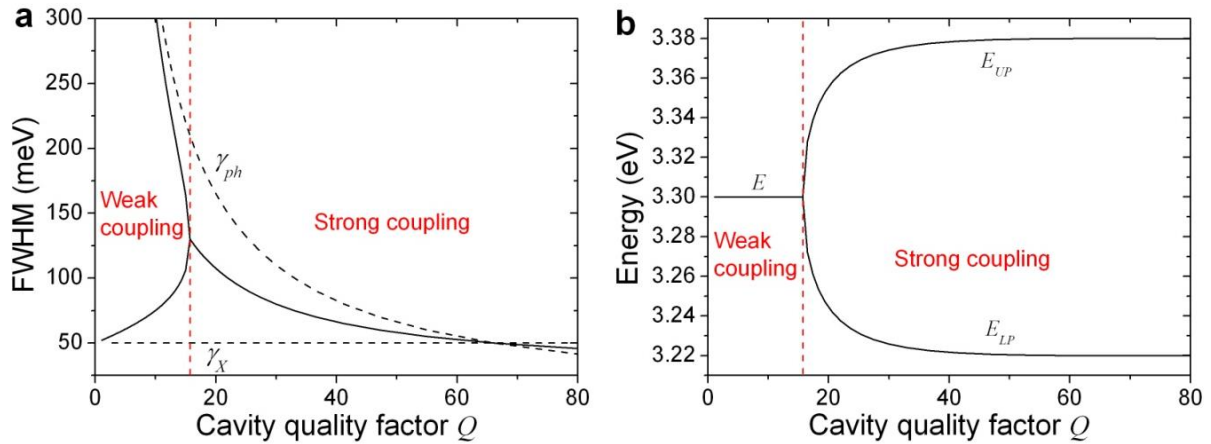 a
300
250
200
150
100
50
FWHM (meV)
γph
γX
Weak
coupling
Strong coupling
0 20 40 60 80
Cavity quality factor Q
b
3.38
3.36
3.34
3.32
3.30
3.28
3.26
3.24
3.22
Energy (eV)
EUP
E
ELP
Weak
coupling
Strong coupling
0 20 40 60 80
Cavity quality factor Q